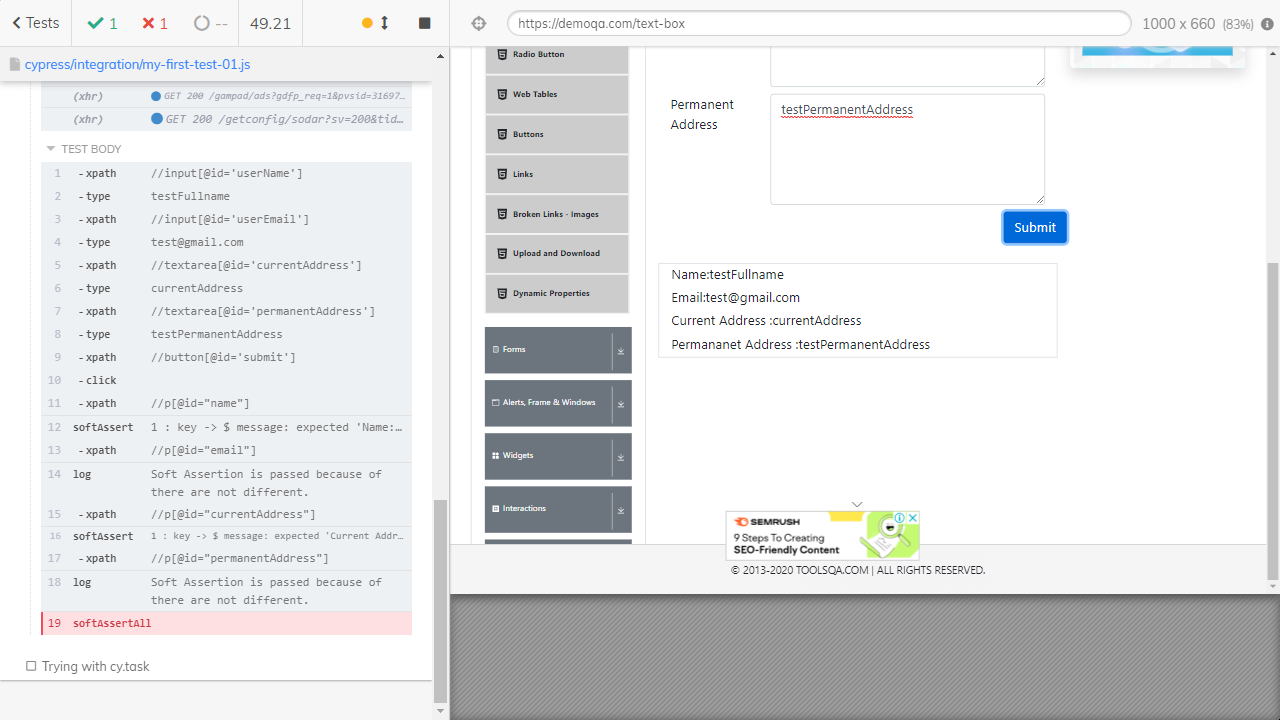 Tests
1
1
--
49.21
https://demoqa.com/text-box
1000 x 660 (83%)
cypress/integration/my-first-test-01.js
(xhr) GET 200 /gampad/ads?gdfp_req=1&pvsid=31697…
(xhr) GET 200 /getconfig/sodar?sv=200&tid…
TEST BODY
1 -xpath //input[@id='userName']
2 -type testFullname
3 -xpath //input[@id='userEmail']
4 -type test@gmail.com
5 -xpath //textarea[@id='currentAddress']
6 -type currentAddress
7 -xpath //textarea[@id='permanentAddress']
8 -type testPermanentAddress
9 -xpath //button[@id='submit']
10 -click
11 -xpath //p[@id="name"]
12 softAssert 1 : key -> $ message: expected 'Name:…
13 -xpath //p[@id="email"]
14 log Soft Assertion is passed because of
there are not different.
15 -xpath //p[@id="currentAddress"]
16 softAssert 1 : key -> $ message: expected 'Current Addr…
17 -xpath //p[@id="permanentAddress"]
18 log Soft Assertion is passed because of
there are not different.
19 softAssertAll
Trying with cy.task
Radio Button
Web Tables
Buttons
Links
Broken Links - Images
Upload and Download
Dynamic Properties
Forms
Alerts, Frame & Windows
Widgets
Interactions
Permanent
Address
testPermanentAddress
Submit
Name:testFullname
Email:test@gmail.com
Current Address :currentAddress
Permananet Address :testPermanentAddress
SEMRUSH
9 Steps To Creating
SEO-Friendly Content
© 2013-2020 TOOLSQA.COM | ALL RIGHTS RESERVED.